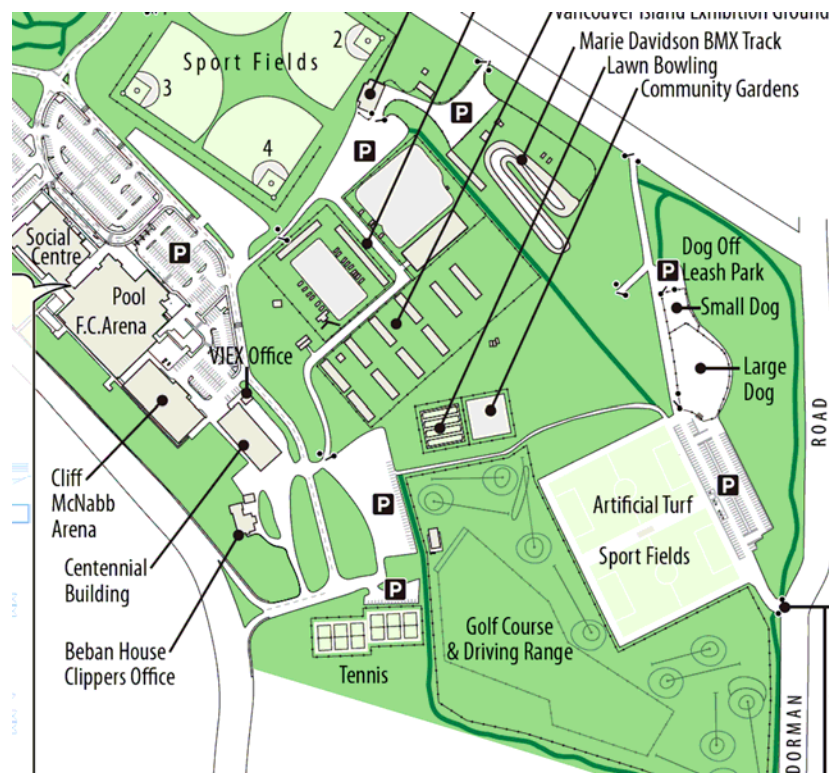 Vancouver Island Exhibition Ground
Marie Davidson BMX Track
Lawn Bowling
Community Gardens
Sport Fields
2
3
4
P
P
P
Social
Centre
Pool
F.C.Arena
P
Dog Off
Leash Park
Small Dog
Large
Dog
VIEX Office
ROAD
Cliff
McNabb
Arena
P
P
Artificial Turf
Sport Fields
Centennial
Building
P
Golf Course
& Driving Range
Beban House
Clippers Office
Tennis
DORMAN